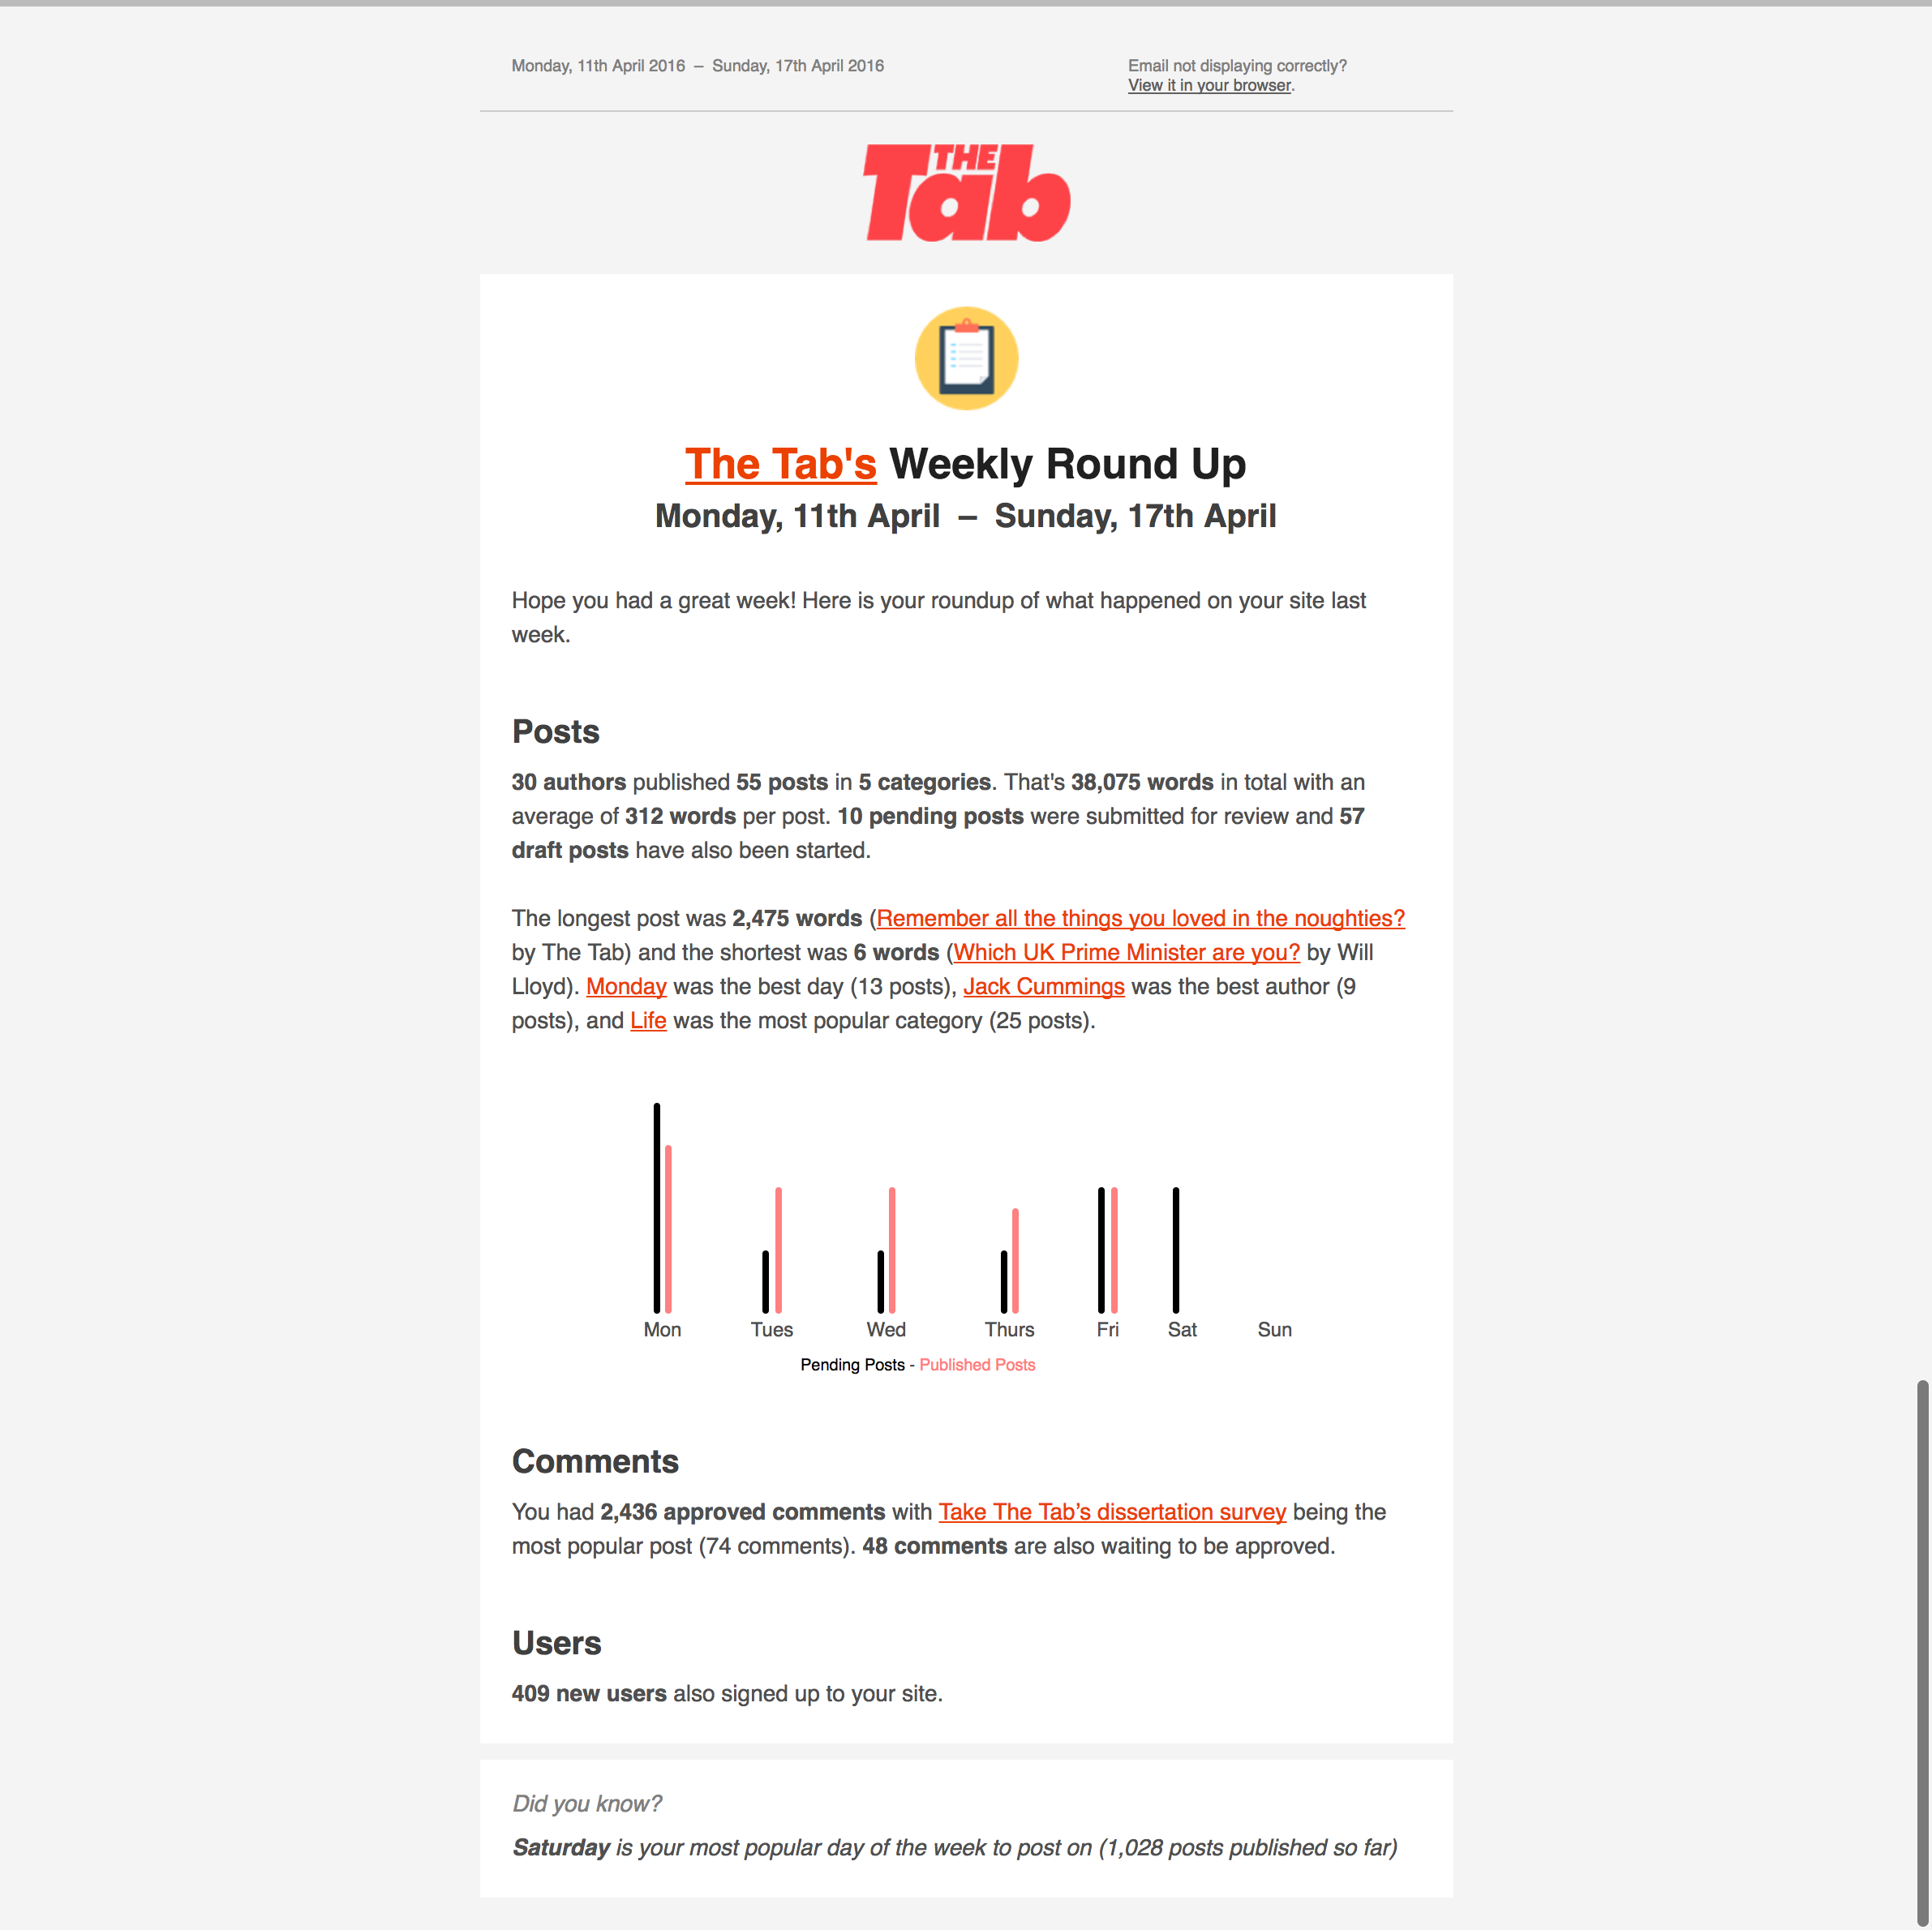 Monday, 11th April 2016 – Sunday, 17th April 2016
Email not displaying correctly?
View it in your browser.
THE
Tab
The Tab's Weekly Round Up
Monday, 11th April – Sunday, 17th April
Hope you had a great week! Here is your roundup of what happened on your site last
week.
Posts
30 authors published 55 posts in 5 categories. That's 38,075 words in total with an
average of 312 words per post. 10 pending posts were submitted for review and 57
draft posts have also been started.
The longest post was 2,475 words (Remember all the things you loved in the noughties?
by The Tab) and the shortest was 6 words (Which UK Prime Minister are you? by Will
Lloyd). Monday was the best day (13 posts), Jack Cummings was the best author (9
posts), and Life was the most popular category (25 posts).
Mon Tues Wed Thurs Fri Sat Sun
Pending Posts - Published Posts
Comments
You had 2,436 approved comments with Take The Tab’s dissertation survey being the
most popular post (74 comments). 48 comments are also waiting to be approved.
Users
409 new users also signed up to your site.
Did you know?
Saturday is your most popular day of the week to post on (1,028 posts published so far)